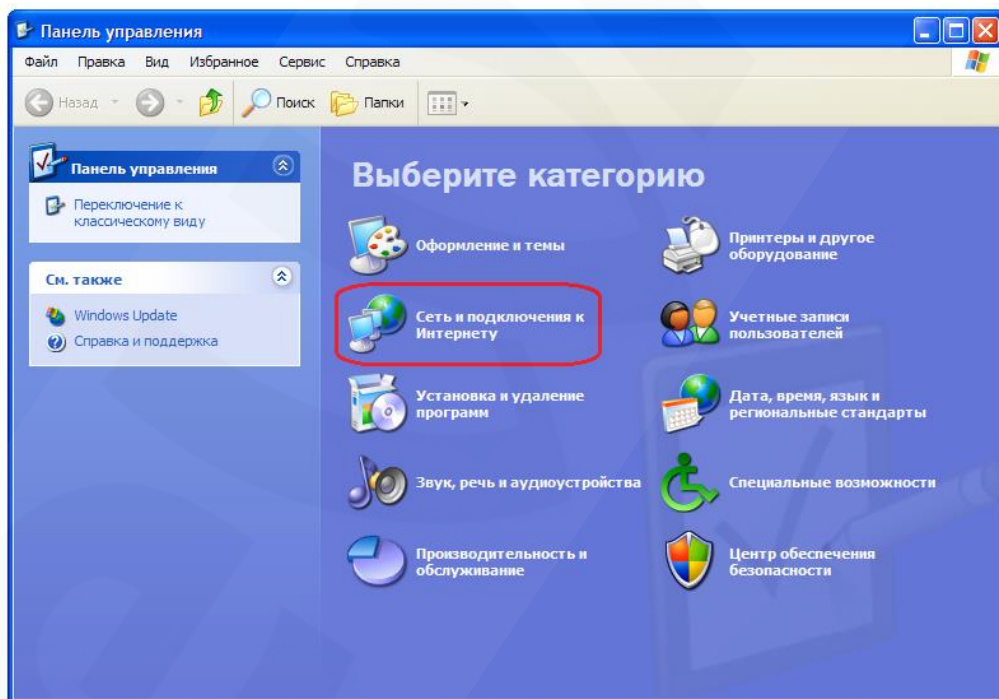 Панель управления
Файл Правка Вид Избранное Сервис Справка
Назад Поиск Папки
Панель управления
Переключение к
классическому виду
См. также
Windows Update
Справка и поддержка
Выберите категорию
Оформление и темы
Принтеры и другое
оборудование
Сеть и подключения к
Интернету
Учетные записи
пользователей
Установка и удаление
программ
Дата, время, язык и
региональные стандарты
Звук, речь и аудиоустройства
Специальные возможности
Производительность и
обслуживание
Центр обеспечения
безопасности